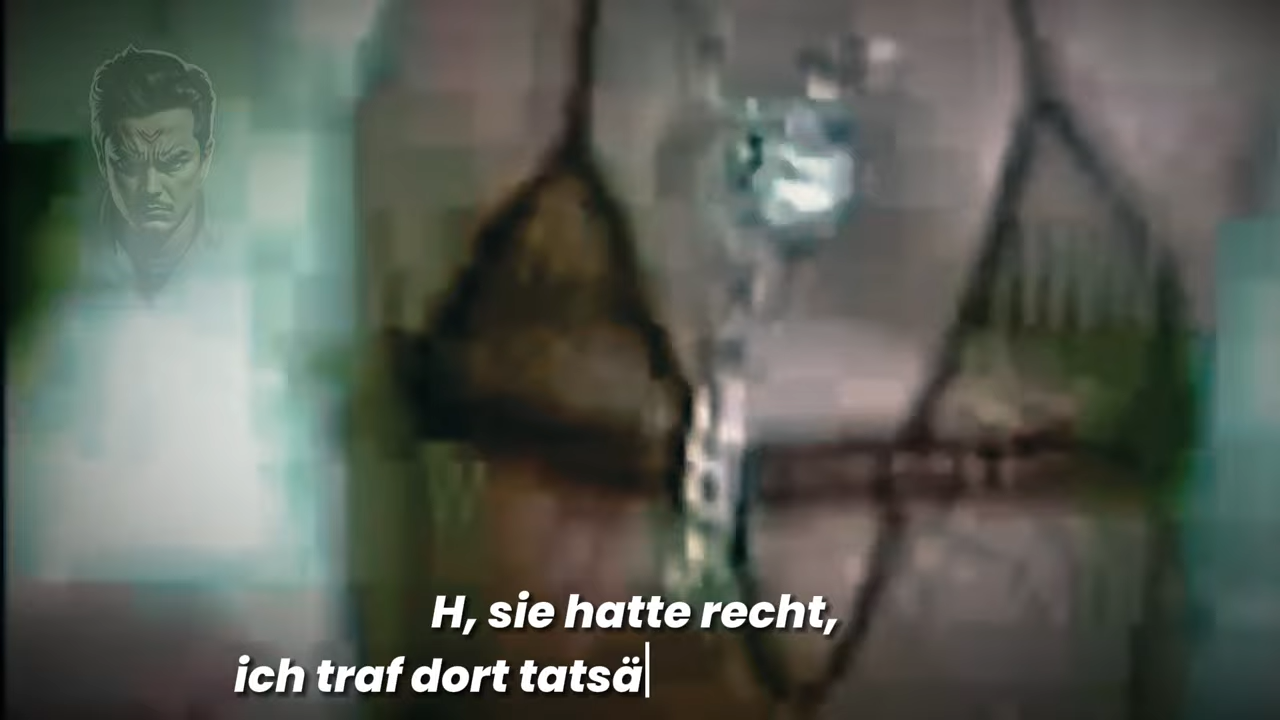 H, sie hatte recht,
ich traf dort tatsä